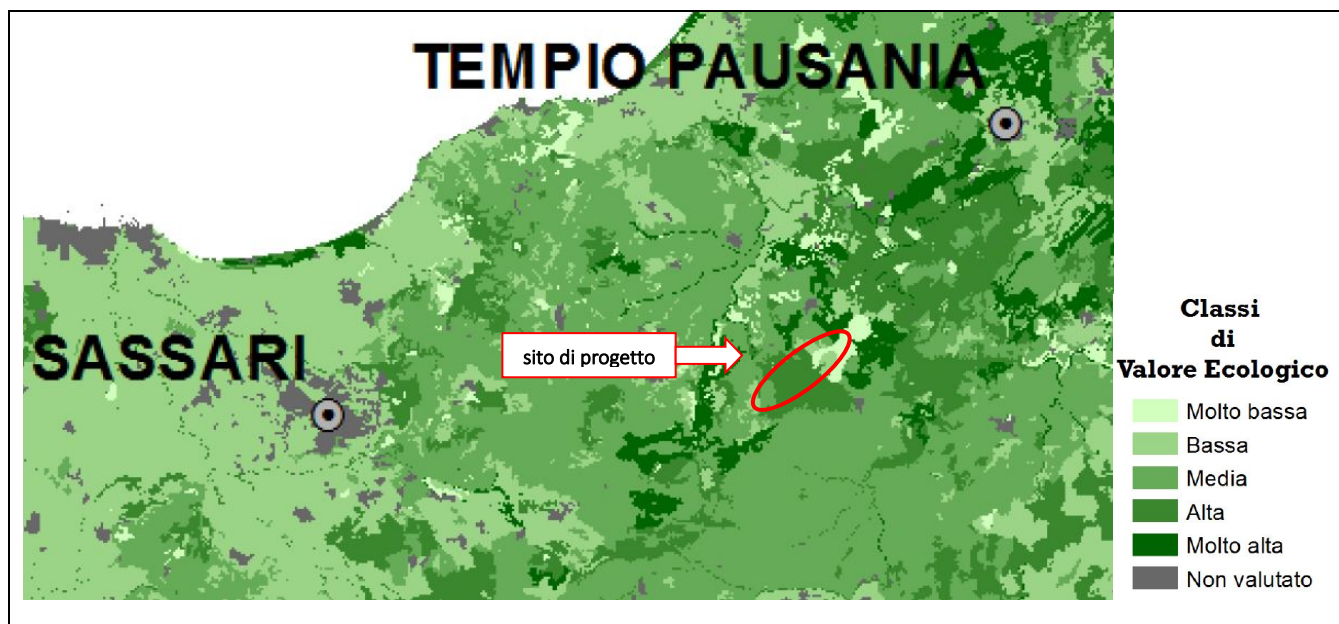 TEMPIO PAUSANIA
SASSARI
sito di progetto
Classi
di
Valore Ecologico
Molto bassa
Bassa
Media
Alta
Molto alta
Non valutato